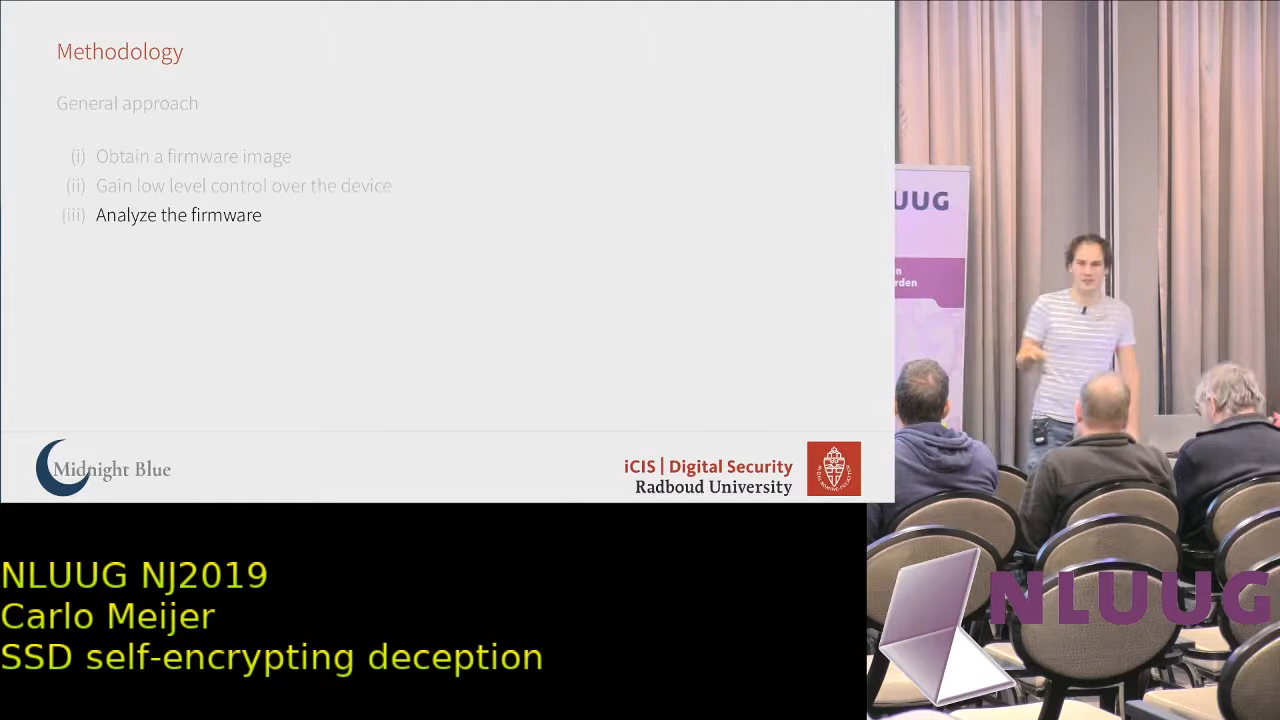 Methodology
General approach
(i) Obtain a firmware image
(ii) Gain low level control over the device
(iii) Analyze the firmware
Midnight Blue
iCIS | Digital Security
Radboud University
UUG
n
rden
NLUUG NJ2019
Carlo Meijer
SSD self-encrypting deception
NLUUG